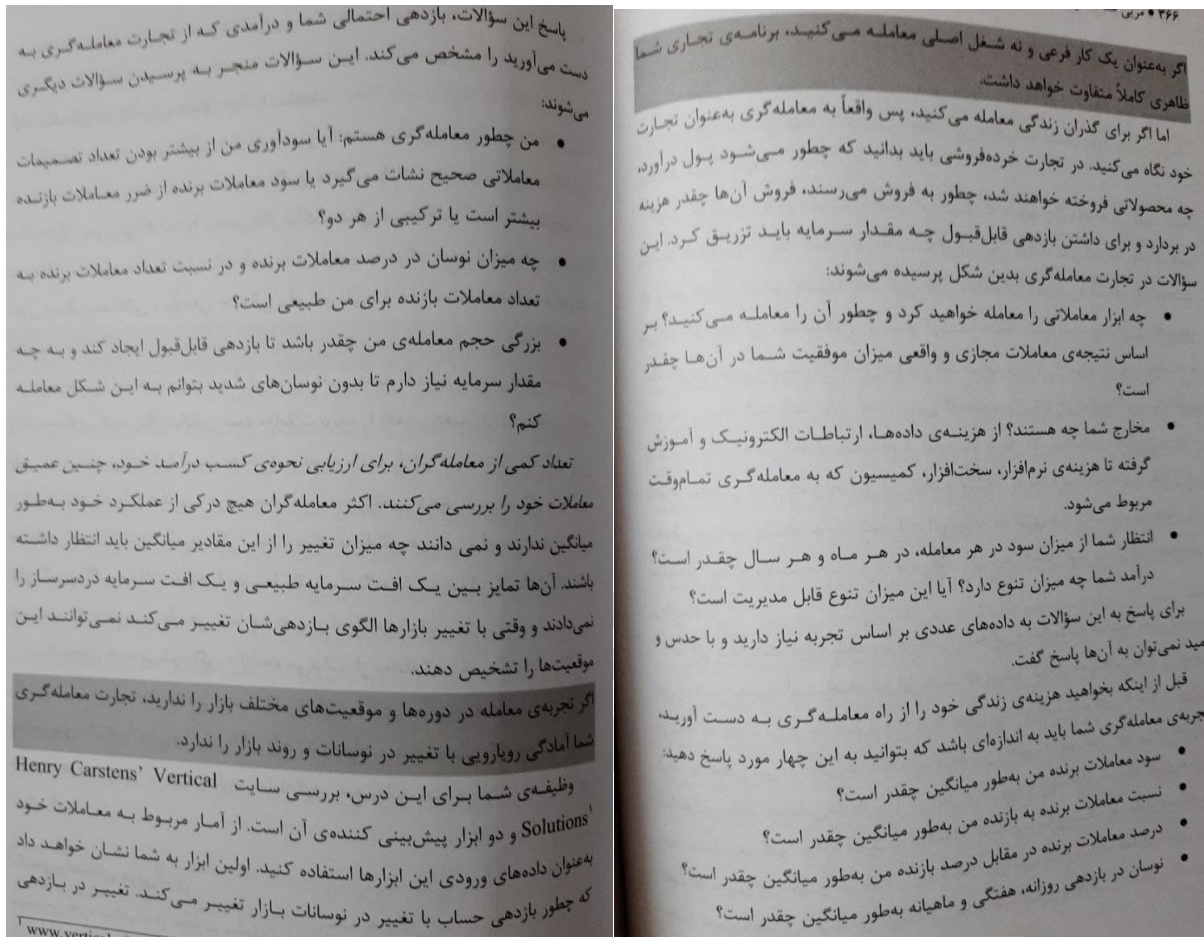 ۳۶۶ ● مربی
اگر به‌عنوان یک کار فرعی و نه شغل اصلی معامله می‌کنید، برنامه‌ی تجاری شما
ظاهری کاملاً متفاوت خواهد داشت.
اما اگر برای گذران زندگی معامله می‌کنید، پس واقعاً به معامله‌گری به‌عنوان تجارت
خود نگاه می‌کنید. در تجارت خرده‌فروشی باید بدانید که چطور می‌شود پول درآورد،
چه محصولاتی فروخته خواهند شد، چطور به فروش می‌رسند، فروش آن‌ها چقدر هزینه
در بردارد و برای داشتن بازدهی قابل‌قبول چه مقدار سرمایه باید تزریق کرد. این
سؤالات در تجارت معامله‌گری بدین شکل پرسیده می‌شوند:
● چه ابزار معاملاتی را معامله خواهید کرد و چطور آن را معامله می‌کنید؟ بر
اساس نتیجه‌ی معاملات مجازی و واقعی میزان موفقیت شما در آن‌ها چقدر
است؟
● مخارج شما چه هستند؟ از هزینه‌ی داده‌ها، ارتباطات الکترونیک و آموزش
گرفته تا هزینه‌ی نرم‌افزار، سخت‌افزار، کمیسیون که به معامله‌گری تمام‌وقت
مربوط می‌شود.
● انتظار شما از میزان سود در هر معامله، در هر ماه و هر سال چقدر است؟
درآمد شما چه میزان تنوع دارد؟ آیا این میزان تنوع قابل مدیریت است؟
برای پاسخ به این سؤالات به داده‌های عددی بر اساس تجربه نیاز دارید و با حدس و
نمی‌توان به آن‌ها پاسخ گفت.
قبل از اینکه بخواهید هزینه‌ی زندگی خود را از راه معامله‌گری به دست آورید،
معامله‌گری شما باید به اندازه‌ای باشد که بتوانید به این چهار مورد پاسخ دهید:
● سود معاملات برنده من به‌طور میانگین چقدر است؟
● نسبت معاملات برنده به بازنده من به‌طور میانگین چقدر است؟
● درصد معاملات برنده در مقابل درصد بازنده من به‌طور میانگین چقدر است؟
● نوسان در بازدهی روزانه، هفتگی و ماهیانه به‌طور میانگین چقدر است؟
پاسخ این سؤالات، بازدهی احتمالی شما و درآمدی که از تجارت معامله‌گری به
دست می‌آورید را مشخص می‌کند. این سؤالات منجر به پرسیدن سؤالات دیگری
می‌شوند:
● من چطور معامله‌گری هستم: آیا سودآوری من از بیشتر بودن تعداد تصمیمات
معاملاتی صحیح نشات می‌گیرد یا سود معاملات برنده از ضرر معاملات بازنده
بیشتر است یا ترکیبی از هر دو؟
● چه میزان نوسان در درصد معاملات برنده و در نسبت تعداد معاملات برنده به
تعداد معاملات بازنده برای من طبیعی است؟
● بزرگی حجم معامله‌ی من چقدر باشد تا بازدهی قابل‌قبول ایجاد کند و به چه
مقدار سرمایه نیاز دارم تا بدون نوسان‌های شدید بتوانم به این شکل معامله
کنم؟
تعداد کمی از معامله‌گران، برای ارزیابی نحوه‌ی کسب درآمد خود، چنین عمیق
معاملات خود را بررسی می‌کنند. اکثر معامله‌گران هیچ درکی از عملکرد خود به‌طور
میانگین ندارند و نمی دانند چه میزان تغییر را از این مقادیر میانگین باید انتظار داشته
باشند. آن‌ها تمایز بین یک افت سرمایه طبیعی و یک افت سرمایه دردسرساز را
نمی‌دادند و وقتی با تغییر بازارها الگوی بازدهی‌شان تغییر می‌کند نمی‌توانند این
موقعیت‌ها را تشخیص دهند.
اگر تجربه‌ی معامله در دوره‌ها و موقعیت‌های مختلف بازار را ندارید، تجارت معامله‌گری
شما آمادگی رویارویی با تغییر در نوسانات و روند بازار را ندارد.
وظیفه‌ی شما برای این درس، بررسی سایت Henry Carstens' Vertical
Solutions¹ و دو ابزار پیش‌بینی کننده‌ی آن است. از آمار مربوط به معاملات خود
به‌عنوان داده‌های ورودی این ابزارها استفاده کنید. اولین ابزار به شما نشان خواهد داد
که چطور بازدهی حساب با تغییر در نوسانات بازار تغییر می‌کند. تغییر در بازدهی